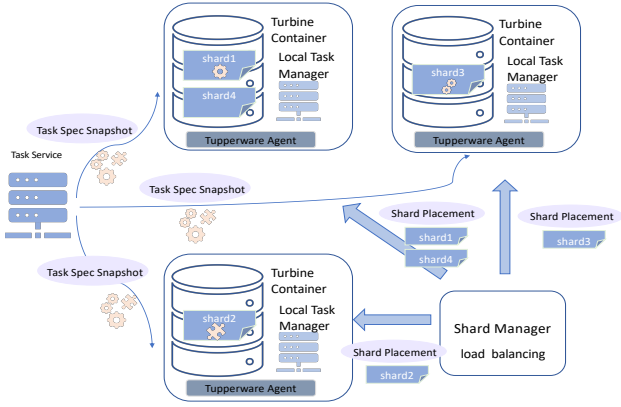 Turbine
Container
Local Task
Manager
shard1
shard4
Tupperware Agent
Turbine
Container
Local Task
Manager
shard3
Tupperware Agent
Task Spec Snapshot
Task Service
Task Spec Snapshot
Shard Placement
shard1
shard4
Shard Placement
shard3
Task Spec Snapshot
Turbine
Container
Local Task
Manager
shard2
Tupperware Agent
Shard Placement
shard2
Shard Manager
load balancing